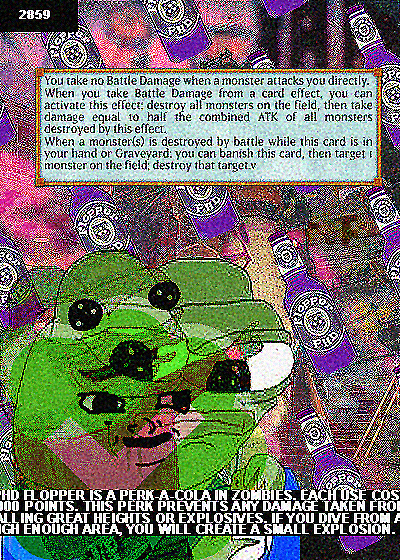 2859
You take no Battle Damage when a monster attacks you directly.
When you take Battle Damage from a card effect, you can
activate this effect: destroy all monsters on the field, then take
damage equal to half the combined ATK of all monsters
destroyed by this effect.
When a monster(s) is destroyed by battle while this card is in
your hand or Graveyard: you can banish this card, then target 1
monster on the field; destroy that target.v
PHD FLOPPER IS A PERK-A-COLA IN ZOMBIES. EACH USE COS
000 POINTS. THIS PERK PREVENTS ANY DAMAGE TAKEN FRO
ALLING GREAT HEIGHTS OR EXPLOSIVES. IF YOU DIVE FROM A
IGH ENOUGH AREA, YOU WILL CREATE A SMALL EXPLOSION.